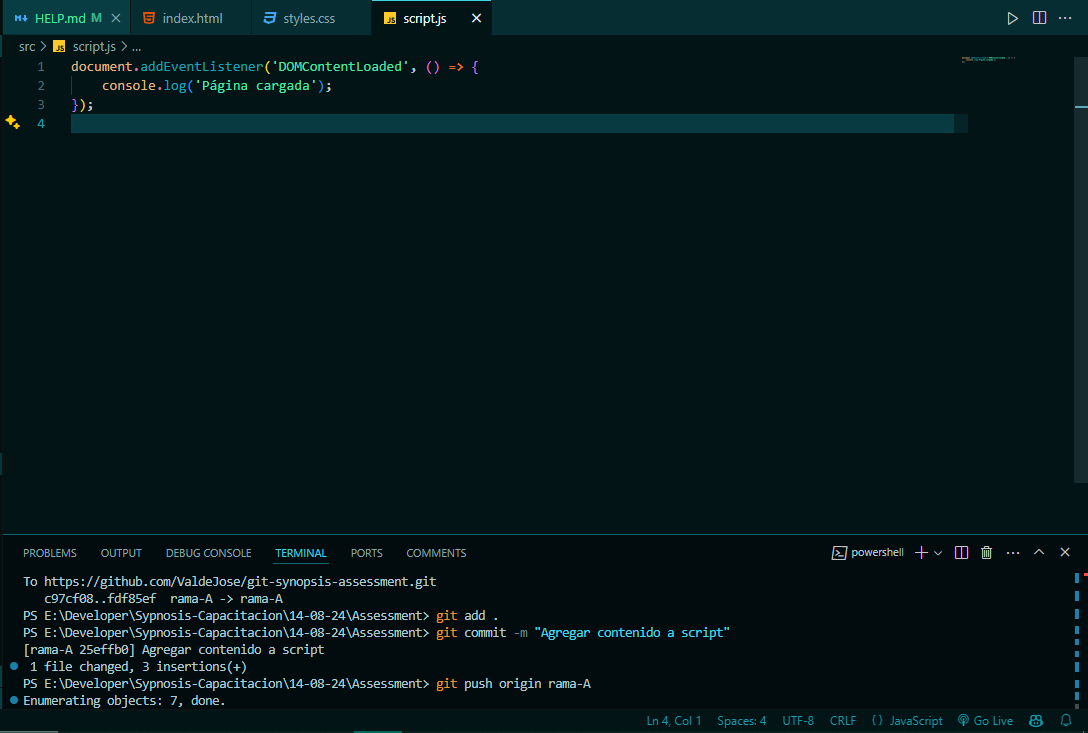 HELP.md M
index.html
styles.css
JS script.js
src > JS script.js > ...
1 document.addEventListener('DOMContentLoaded', () => {
2     console.log('Página cargada');
3 });
4
PROBLEMS OUTPUT DEBUG CONSOLE TERMINAL PORTS COMMENTS
powershell
To https://github.com/ValdeJose/git-synopsis-assessment.git
   c97cf08..fdf85ef  rama-A -> rama-A
PS E:\Developer\Sypnosis-Capacitacion\14-08-24\Assessment> git add .
PS E:\Developer\Sypnosis-Capacitacion\14-08-24\Assessment> git commit -m "Agregar contenido a script"
[rama-A 25effb0] Agregar contenido a script
 1 file changed, 3 insertions(+)
PS E:\Developer\Sypnosis-Capacitacion\14-08-24\Assessment> git push origin rama-A
Enumerating objects: 7, done.
Ln 4, Col 1 Spaces: 4 UTF-8 CRLF {} JavaScript Go Live